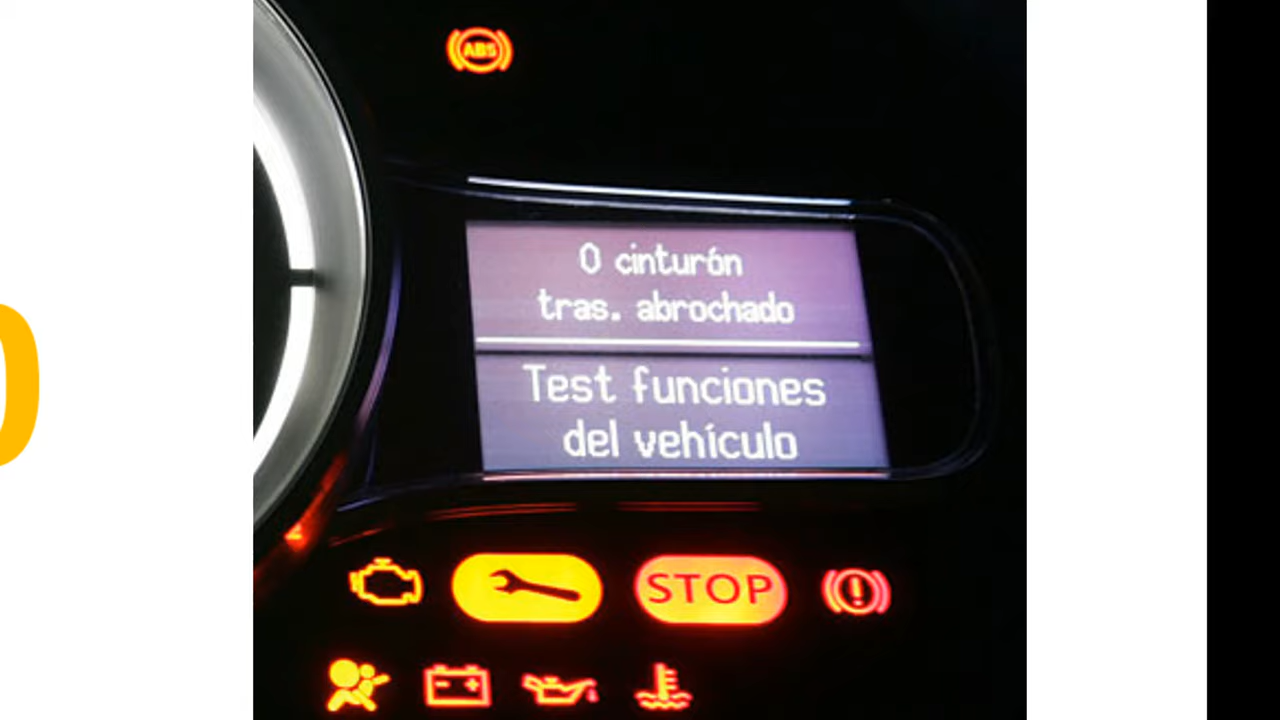 ABS
0 cinturón
tras. abrochado
Test funciones
del vehículo
STOP